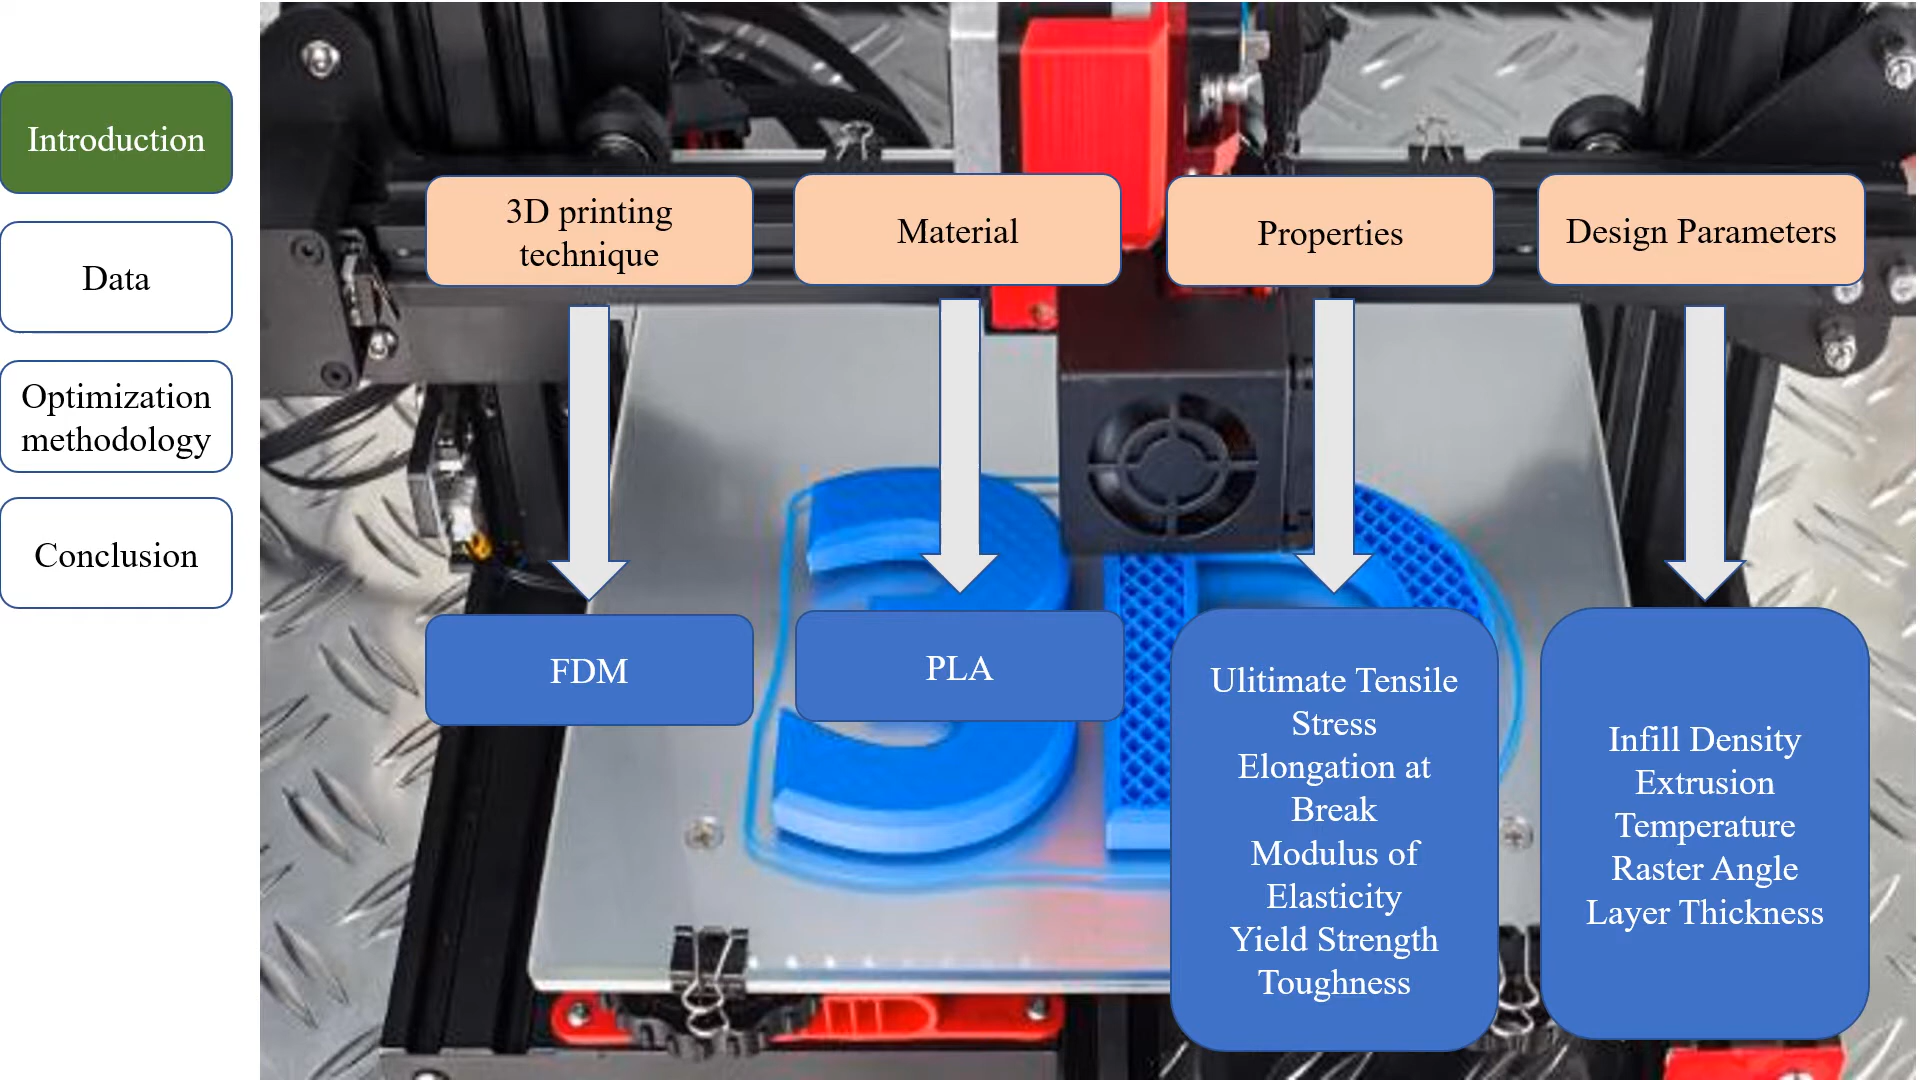 Introduction
Data
Optimization
methodology
Conclusion
3D printing
technique
Material
Properties
Design Parameters
FDM
PLA
Ulitimate Tensile
Stress
Elongation at
Break
Modulus of
Elasticity
Yield Strength
Toughness
Infill Density
Extrusion
Temperature
Raster Angle
Layer Thickness